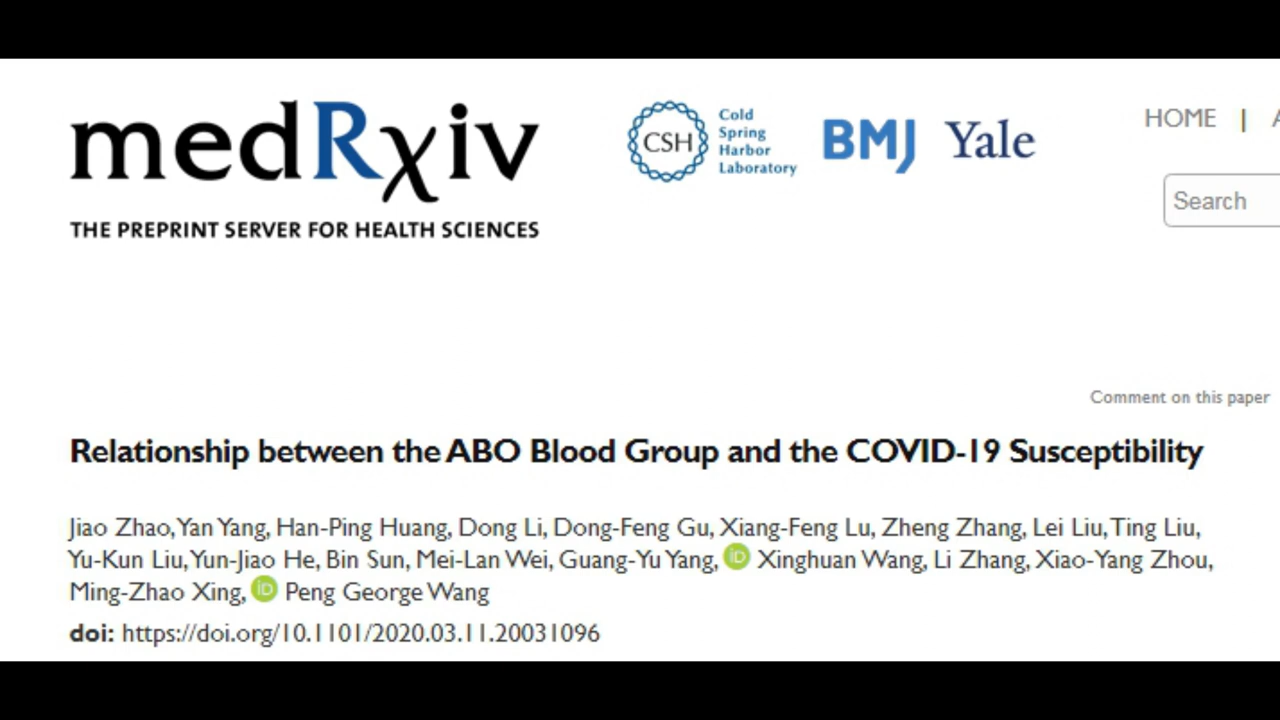 medRxiv
THE PREPRINT SERVER FOR HEALTH SCIENCES
CSH
Cold
Spring
Harbor
Laboratory
BMJ
Yale
HOME |
Search
Comment on this paper
Relationship between the ABO Blood Group and the COVID-19 Susceptibility
Jiao Zhao, Yan Yang, Han-Ping Huang, Dong Li, Dong-Feng Gu, Xiang-Feng Lu, Zheng Zhang, Lei Liu, Ting Liu,
Yu-Kun Liu, Yun-Jiao He, Bin Sun, Mei-Lan Wei, Guang-Yu Yang, iD Xinghuan Wang, Li Zhang, Xiao-Yang Zhou,
Ming-Zhao Xing, iD Peng George Wang
doi: https://doi.org/10.1101/2020.03.11.20031096